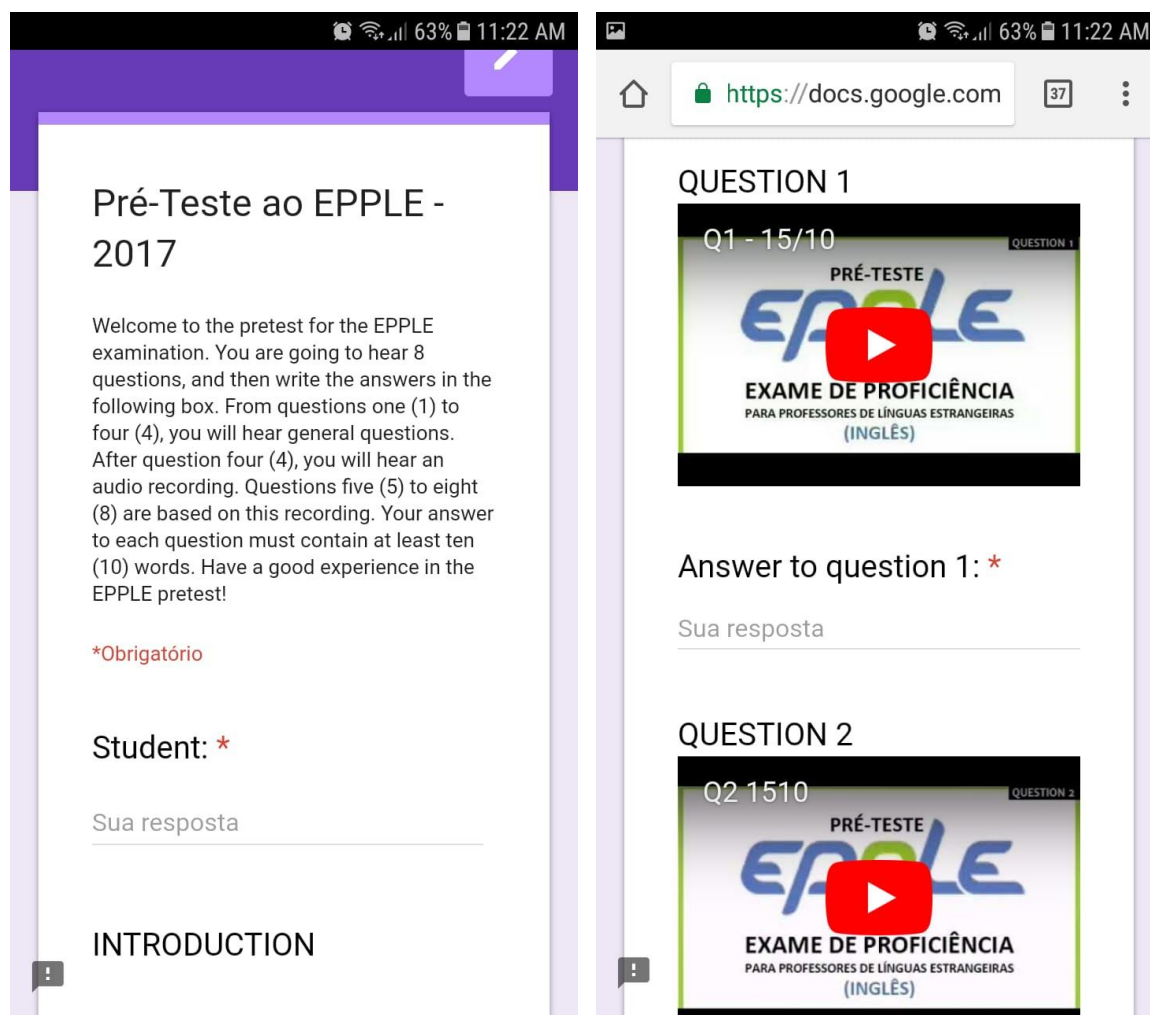 63% 11:22 AM
Pré-Teste ao EPPLE -
2017
Welcome to the pretest for the EPPLE
examination. You are going to hear 8
questions, and then write the answers in the
following box. From questions one (1) to
four (4), you will hear general questions.
After question four (4), you will hear an
audio recording. Questions five (5) to eight
(8) are based on this recording. Your answer
to each question must contain at least ten
(10) words. Have a good experience in the
EPPLE pretest!
*Obrigatório
Student: *
Sua resposta
INTRODUCTION
63% 11:22 AM
https://docs.google.com
37
QUESTION 1
Q1 - 15/10
QUESTION 1
PRÉ-TESTE
EPPLE
EXAME DE PROFICIÊNCIA
PARA PROFESSORES DE LÍNGUAS ESTRANGEIRAS
(INGLÊS)
Answer to question 1: *
Sua resposta
QUESTION 2
Q2 1510
QUESTION 2
PRÉ-TESTE
EPPLE
EXAME DE PROFICIÊNCIA
PARA PROFESSORES DE LÍNGUAS ESTRANGEIRAS
(INGLÊS)